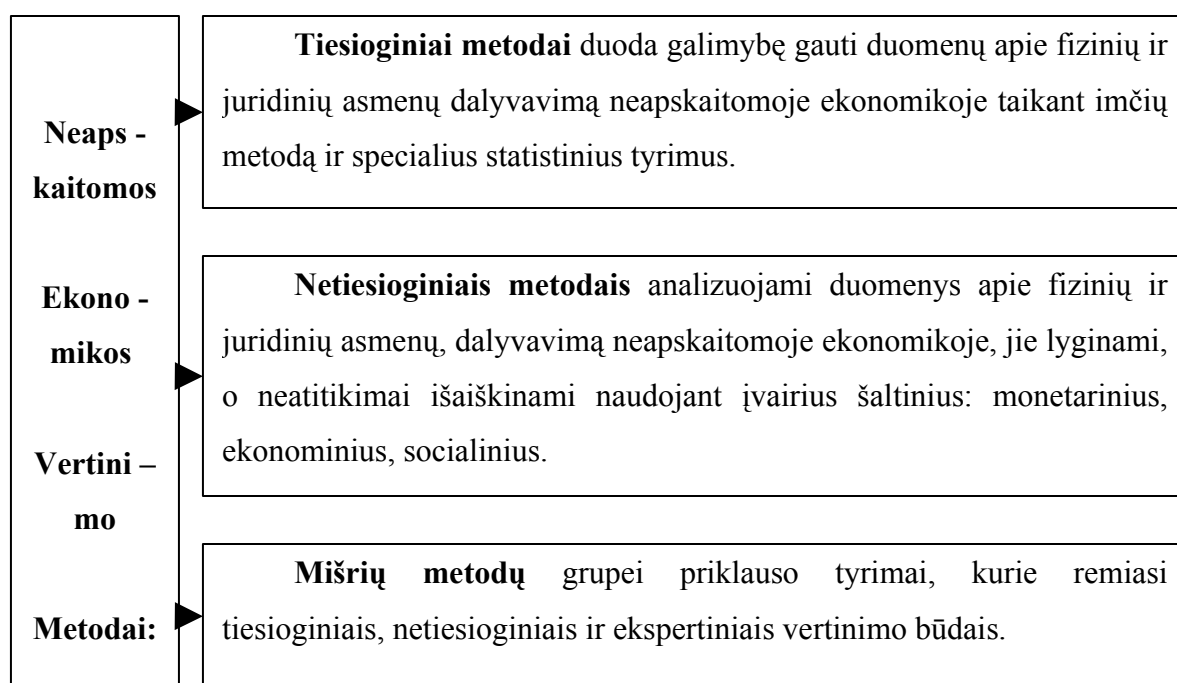 Neaps -
kaitomos
Ekono -
mikos
Vertini –
mo
Metodai:
Tiesioginiai metodai duoda galimybę gauti duomenų apie fizinių ir
juridinių asmenų dalyvavimą neapskaitomoje ekonomikoje taikant imčių
metodą ir specialius statistinius tyrimus.
Netiesioginiais metodais analizuojami duomenys apie fizinių ir
juridinių asmenų, dalyvavimą neapskaitomoje ekonomikoje, jie lyginami,
o neatitikimai išaiškinami naudojant įvairius šaltinius: monetarinius,
ekonominius, socialinius.
Mišrių metodų grupei priklauso tyrimai, kurie remiasi
tiesioginiais, netiesioginiais ir ekspertiniais vertinimo būdais.